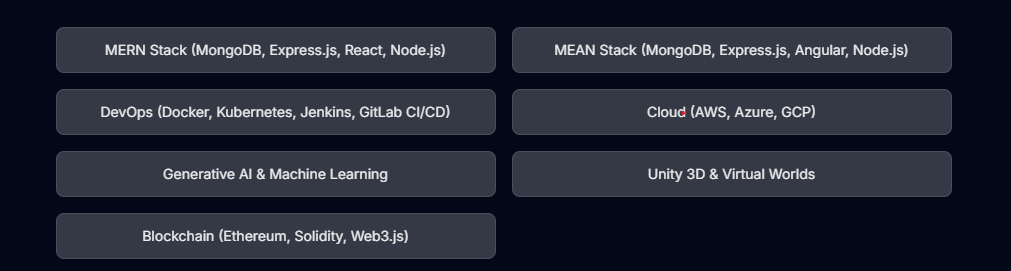 MERN Stack (MongoDB, Express.js, React, Node.js)
MEAN Stack (MongoDB, Express.js, Angular, Node.js)
DevOps (Docker, Kubernetes, Jenkins, GitLab CI/CD)
Cloud (AWS, Azure, GCP)
Generative AI & Machine Learning
Unity 3D & Virtual Worlds
Blockchain (Ethereum, Solidity, Web3.js)